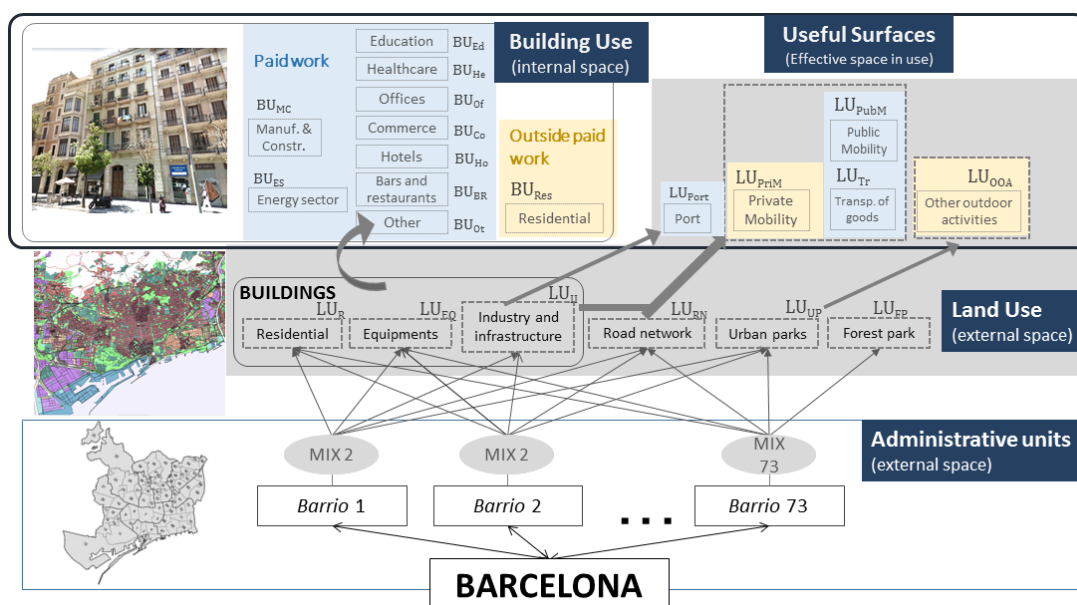 Paid work
BU_MC
Manuf. &
Constr.
BU_ES
Energy sector
Education BU_Ed
Healthcare BU_He
Offices BU_Of
Commerce BU_Co
Hotels BU_Ho
Bars and
restaurants BU_BR
Other BU_Ot
Building Use
(internal space)
Outside paid
work
BU_Res
Residential
Useful Surfaces
(Effective space in use)
LU_Port
Port
LU_PriM
Private
Mobility
LU_PubM
Public
Mobility
LU_Tr
Transp. of
goods
LU_OOA
Other outdoor
activities
BUILDINGS
LU_R
Residential
LU_EQ
Equipments
LU_II
Industry and
infrastructure
LU_RN
Road network
LU_UP
Urban parks
LU_FP
Forest park
Land Use
(external space)
MIX 2
MIX 2
MIX
73
Administrative units
(external space)
Barrio 1
Barrio 2
...
Barrio 73
BARCELONA